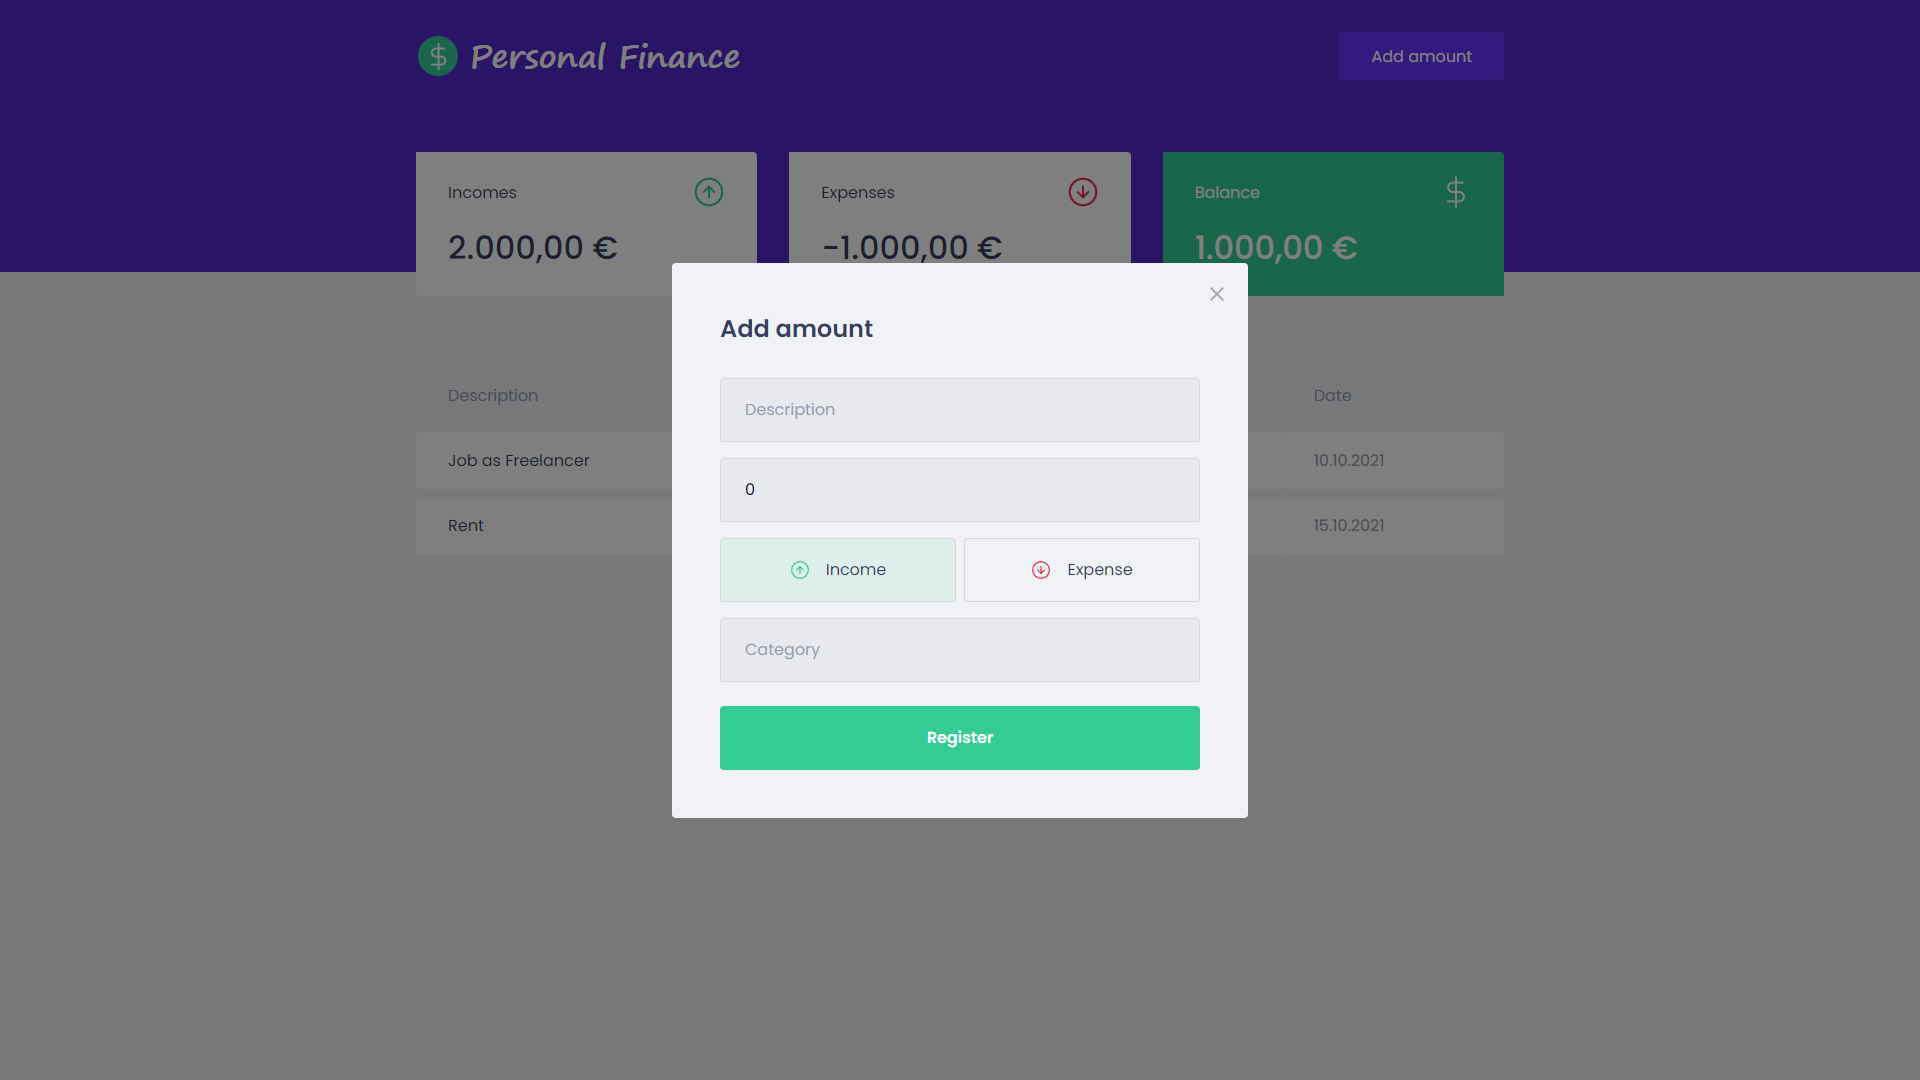 $ Personal Finance
Add amount
Incomes
2.000,00 €
Expenses
-1.000,00 €
Balance $
1.000,00 €
Add amount
Description
0
Income
Expense
Category
Register
Description
Date
Job as Freelancer
10.10.2021
Rent
15.10.2021